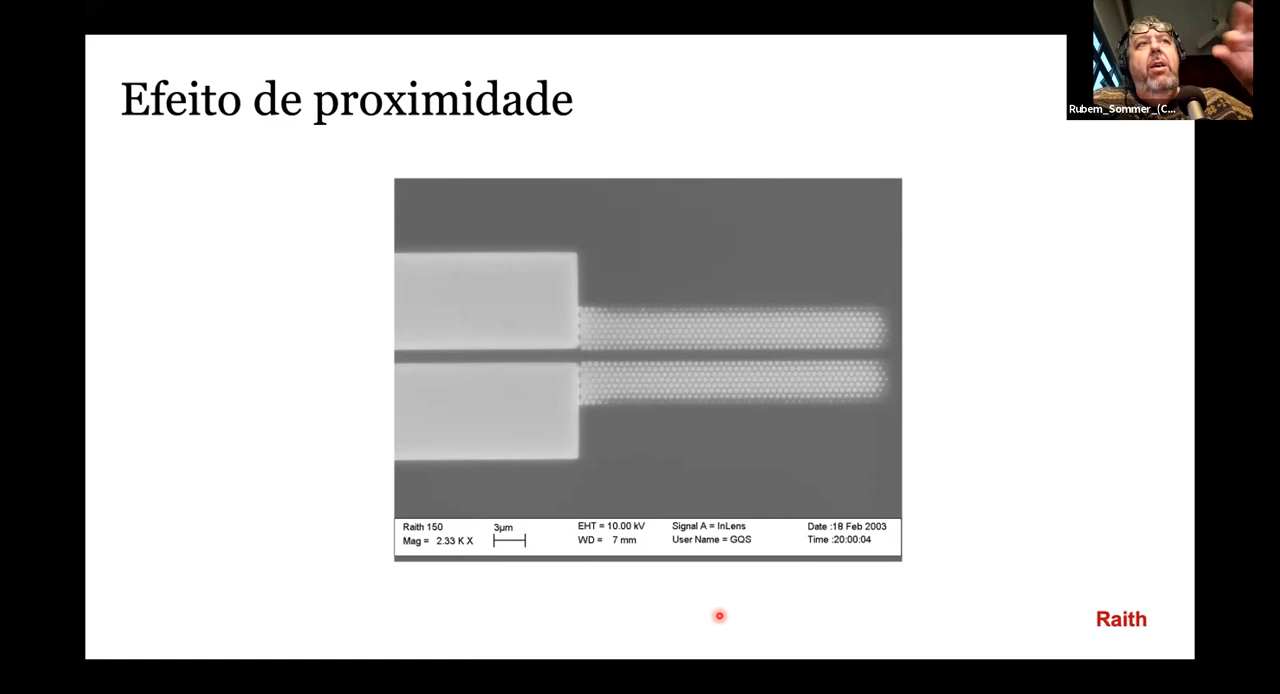 Efeito de proximidade
Rubem_Sommer_(C...
Raith 150
Mag = 2.33 K X
3µm
EHT = 10.00 kV
WD = 7 mm
Signal A = InLens
User Name = GQS
Date :18 Feb 2003
Time :20:00:04
Raith